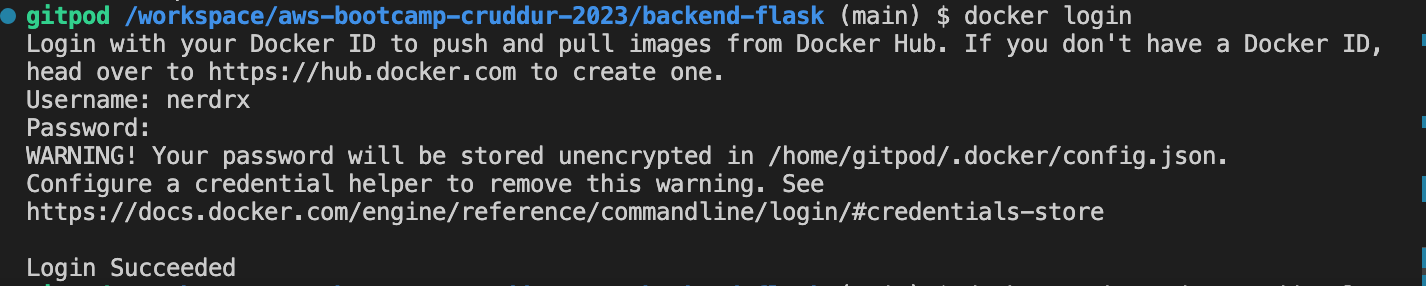 gitpod /workspace/aws-bootcamp-cruddur-2023/backend-flask (main) $ docker login
Login with your Docker ID to push and pull images from Docker Hub. If you don't have a Docker ID,
head over to https://hub.docker.com to create one.
Username: nerdrx
Password:
WARNING! Your password will be stored unencrypted in /home/gitpod/.docker/config.json.
Configure a credential helper to remove this warning. See
https://docs.docker.com/engine/reference/commandline/login/#credentials-store
Login Succeeded